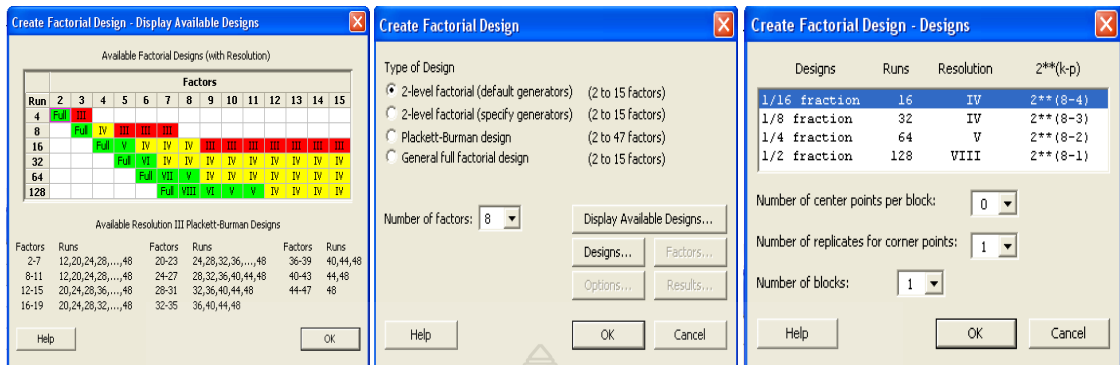 Create Factorial Design - Display Available Designs
Available Factorial Designs (with Resolution)
Factors
Run 2 3 4 5 6 7 8 9 10 11 12 13 14 15
4 Full III
8 Full IV III III III
16 Full V IV IV IV III III III III III III III
32 Full VI IV IV IV IV IV IV IV IV IV
64 Full VII V IV IV IV IV IV IV IV
128 Full VIII VI V V IV IV IV IV
Available Resolution III Plackett-Burman Designs
Factors Runs Factors Runs Factors Runs
2-7 12,20,24,28,...,48 20-23 24,28,32,36,...,48 36-39 40,44,48
8-11 12,20,24,28,...,48 24-27 28,32,36,40,44,48 40-43 44,48
12-15 20,24,28,36,...,48 28-31 32,36,40,44,48 44-47 48
16-19 20,24,28,32,...,48 32-35 36,40,44,48
Help OK
Create Factorial Design
Type of Design
2-level factorial (default generators) (2 to 15 factors)
2-level factorial (specify generators) (2 to 15 factors)
Plackett-Burman design (2 to 47 factors)
General full factorial design (2 to 15 factors)
Number of factors: 8 Display Available Designs...
Designs... Factors...
Options... Results...
Help OK Cancel
Create Factorial Design - Designs
Designs Runs Resolution 2**(k-p)
1/16 fraction 16 IV 2**(8-4)
1/8 fraction 32 IV 2**(8-3)
1/4 fraction 64 V 2**(8-2)
1/2 fraction 128 VIII 2**(8-1)
Number of center points per block: 0
Number of replicates for corner points: 1
Number of blocks: 1
Help OK Cancel